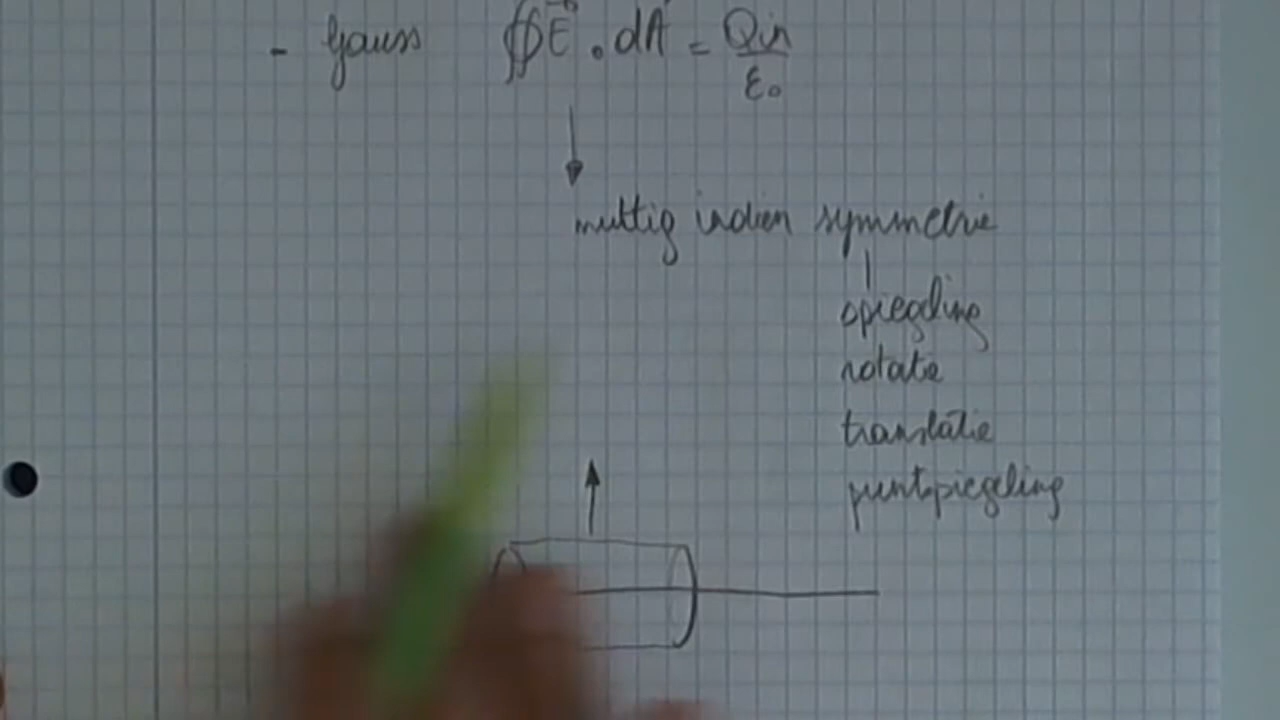 - Gauss ∯E⃗ . dA⃗ = Qin/ε₀
nuttig indien symmetrie
spiegeling
rotatie
translatie
puntspiegeling